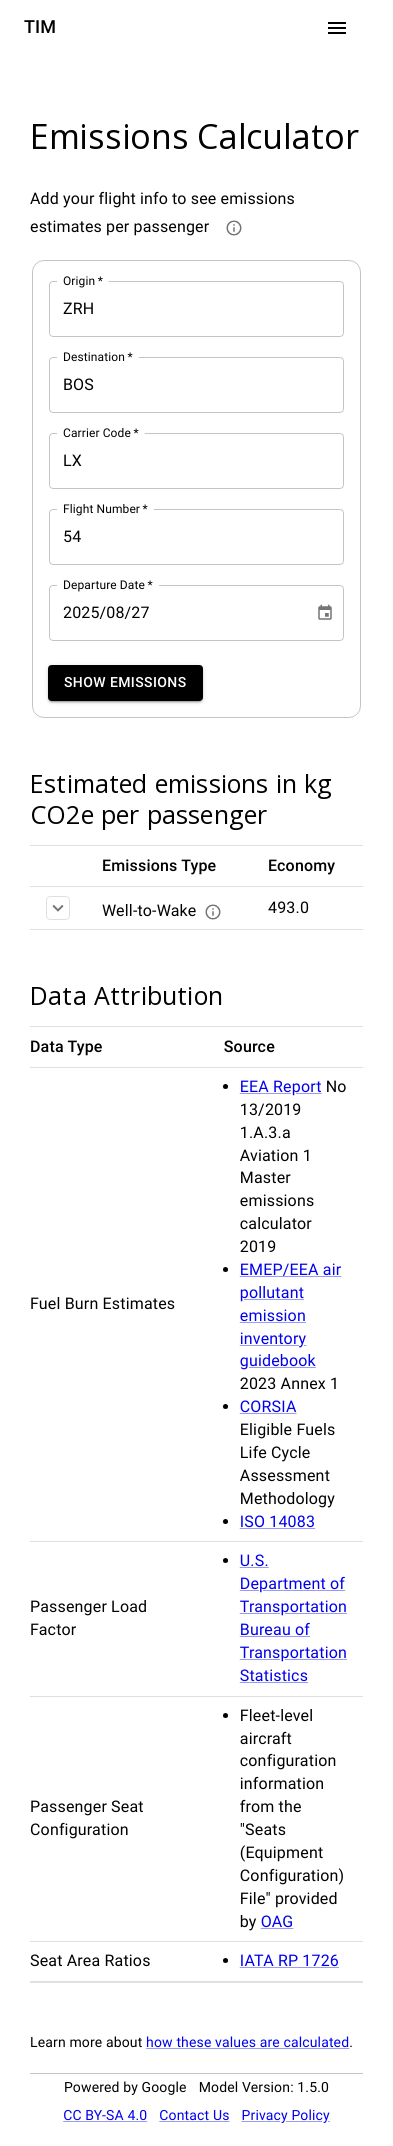 TIM
Emissions Calculator
Add your flight info to see emissions
estimates per passenger
Origin *
ZRH
Destination *
BOS
Carrier Code *
LX
Flight Number *
54
Departure Date *
2025/08/27
SHOW EMISSIONS
Estimated emissions in kg
CO2e per passenger
Emissions Type Economy
Well-to-Wake 493.0
Data Attribution
Data Type Source
Fuel Burn Estimates
• EEA Report No
13/2019
1.A.3.a
Aviation 1
Master
emissions
calculator
2019
• EMEP/EEA air
pollutant
emission
inventory
guidebook
2023 Annex 1
• CORSIA
Eligible Fuels
Life Cycle
Assessment
Methodology
• ISO 14083
Passenger Load
Factor
• U.S.
Department of
Transportation
Bureau of
Transportation
Statistics
Passenger Seat
Configuration
• Fleet-level
aircraft
configuration
information
from the
"Seats
(Equipment
Configuration)
File" provided
by OAG
Seat Area Ratios
• IATA RP 1726
Learn more about how these values are calculated.
Powered by Google Model Version: 1.5.0
CC BY-SA 4.0 Contact Us Privacy Policy